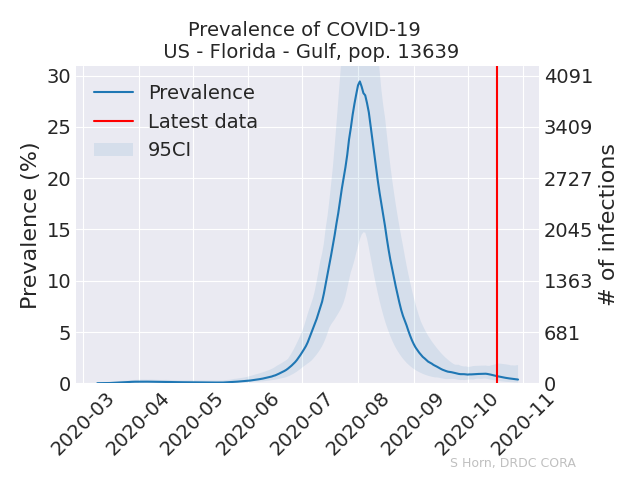 Prevalence of COVID-19
US - Florida - Gulf, pop. 13639
Prevalence
Latest data
95CI
Prevalence (%)
30
25
20
15
10
5
0
# of infections
4091
3409
2727
2045
1363
681
0
2020-03
2020-04
2020-05
2020-06
2020-07
2020-08
2020-09
2020-10
2020-11
S Horn, DRDC CORA